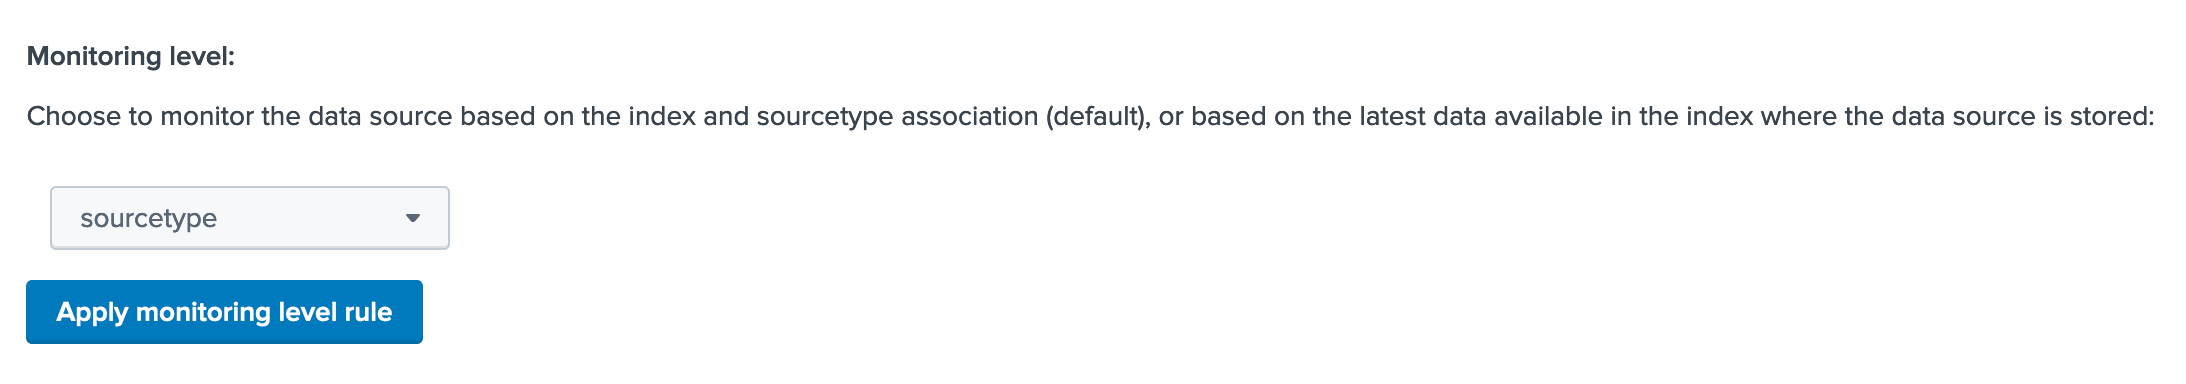 Monitoring level:
Choose to monitor the data source based on the index and sourcetype association (default), or based on the latest data available in the index where the data source is stored:
sourcetype
Apply monitoring level rule